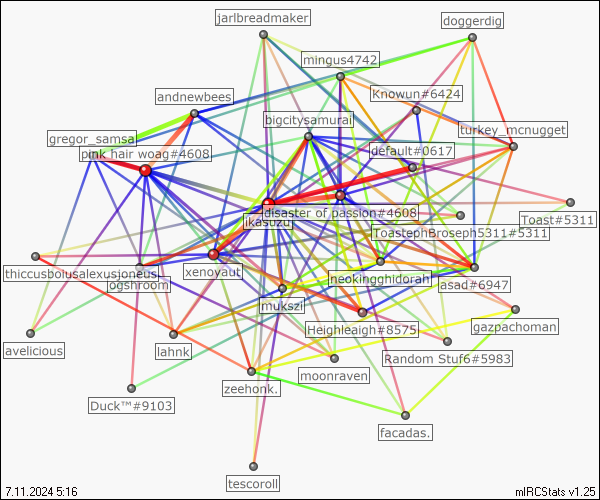 jarlbreadmaker
doggerdig
mingus4742
Knowun#6424
andnewbees
bigcitysamurai
turkey_mcnugget
gregor_samsa
default#0617
pink hair woag#4608
disaster of passion#4608
Toast#5311
jkasuzu
ToastephBroseph5311#5311
thiccusbolusalexusjoneus
xenoyaut
neokingghidorah
ogshroom
asad#6947
mukszi
gazpachoman
Heighleaigh#8575
avelicious
lahnk
Random Stuf6#5983
moonraven
zeehonk.
Duck™#9103
facadas.
tescoroll
7.11.2024 5:16
mIRCStats v1.25